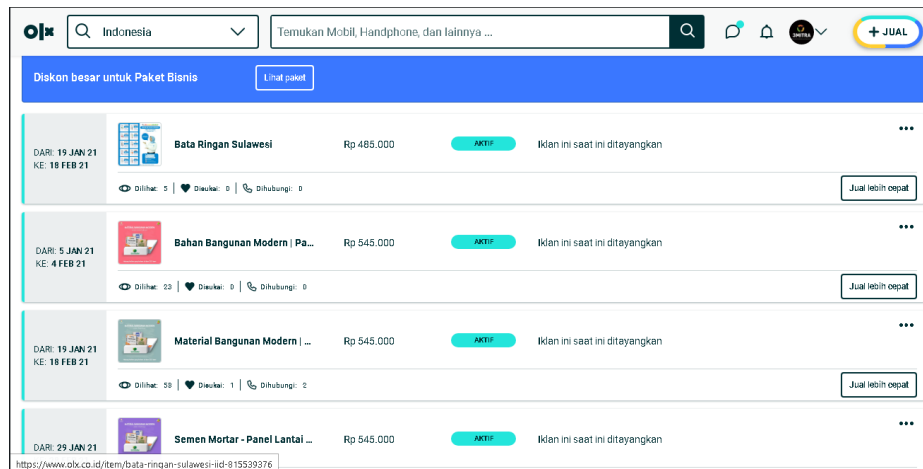 olx
Indonesia
Temukan Mobil, Handphone, dan lainnya ...
+ JUAL
Diskon besar untuk Paket Bisnis
Lihat paket
DARI: 19 JAN 21
KE: 18 FEB 21
Bata Ringan Sulawesi
Rp 485.000
AKTIF
Iklan ini saat ini ditayangkan
Dilihat: 5
Disukai: 0
Dihubungi: 0
Jual lebih cepat
DARI: 5 JAN 21
KE: 4 FEB 21
Bahan Bangunan Modern | Pa...
Rp 545.000
AKTIF
Iklan ini saat ini ditayangkan
Dilihat: 23
Disukai: 0
Dihubungi: 0
Jual lebih cepat
DARI: 19 JAN 21
KE: 18 FEB 21
Material Bangunan Modern | ...
Rp 545.000
AKTIF
Iklan ini saat ini ditayangkan
Dilihat: 53
Disukai: 1
Dihubungi: 2
Jual lebih cepat
DARI: 29 JAN 21
Semen Mortar - Panel Lantai ...
Rp 545.000
AKTIF
Iklan ini saat ini ditayangkan
https://www.olx.co.id/item/bata-ringan-sulawesi-iid-815539376